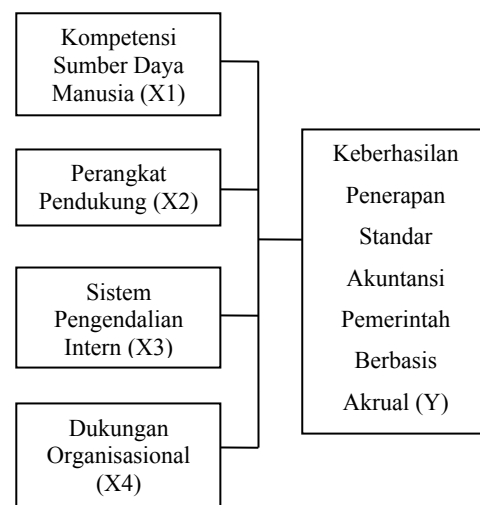 Kompetensi
Sumber Daya
Manusia (X1)
Perangkat
Pendukung (X2)
Sistem
Pengendalian
Intern (X3)
Dukungan
Organisasional
(X4)
Keberhasilan
Penerapan
Standar
Akuntansi
Pemerintah
Berbasis
Akrual (Y)